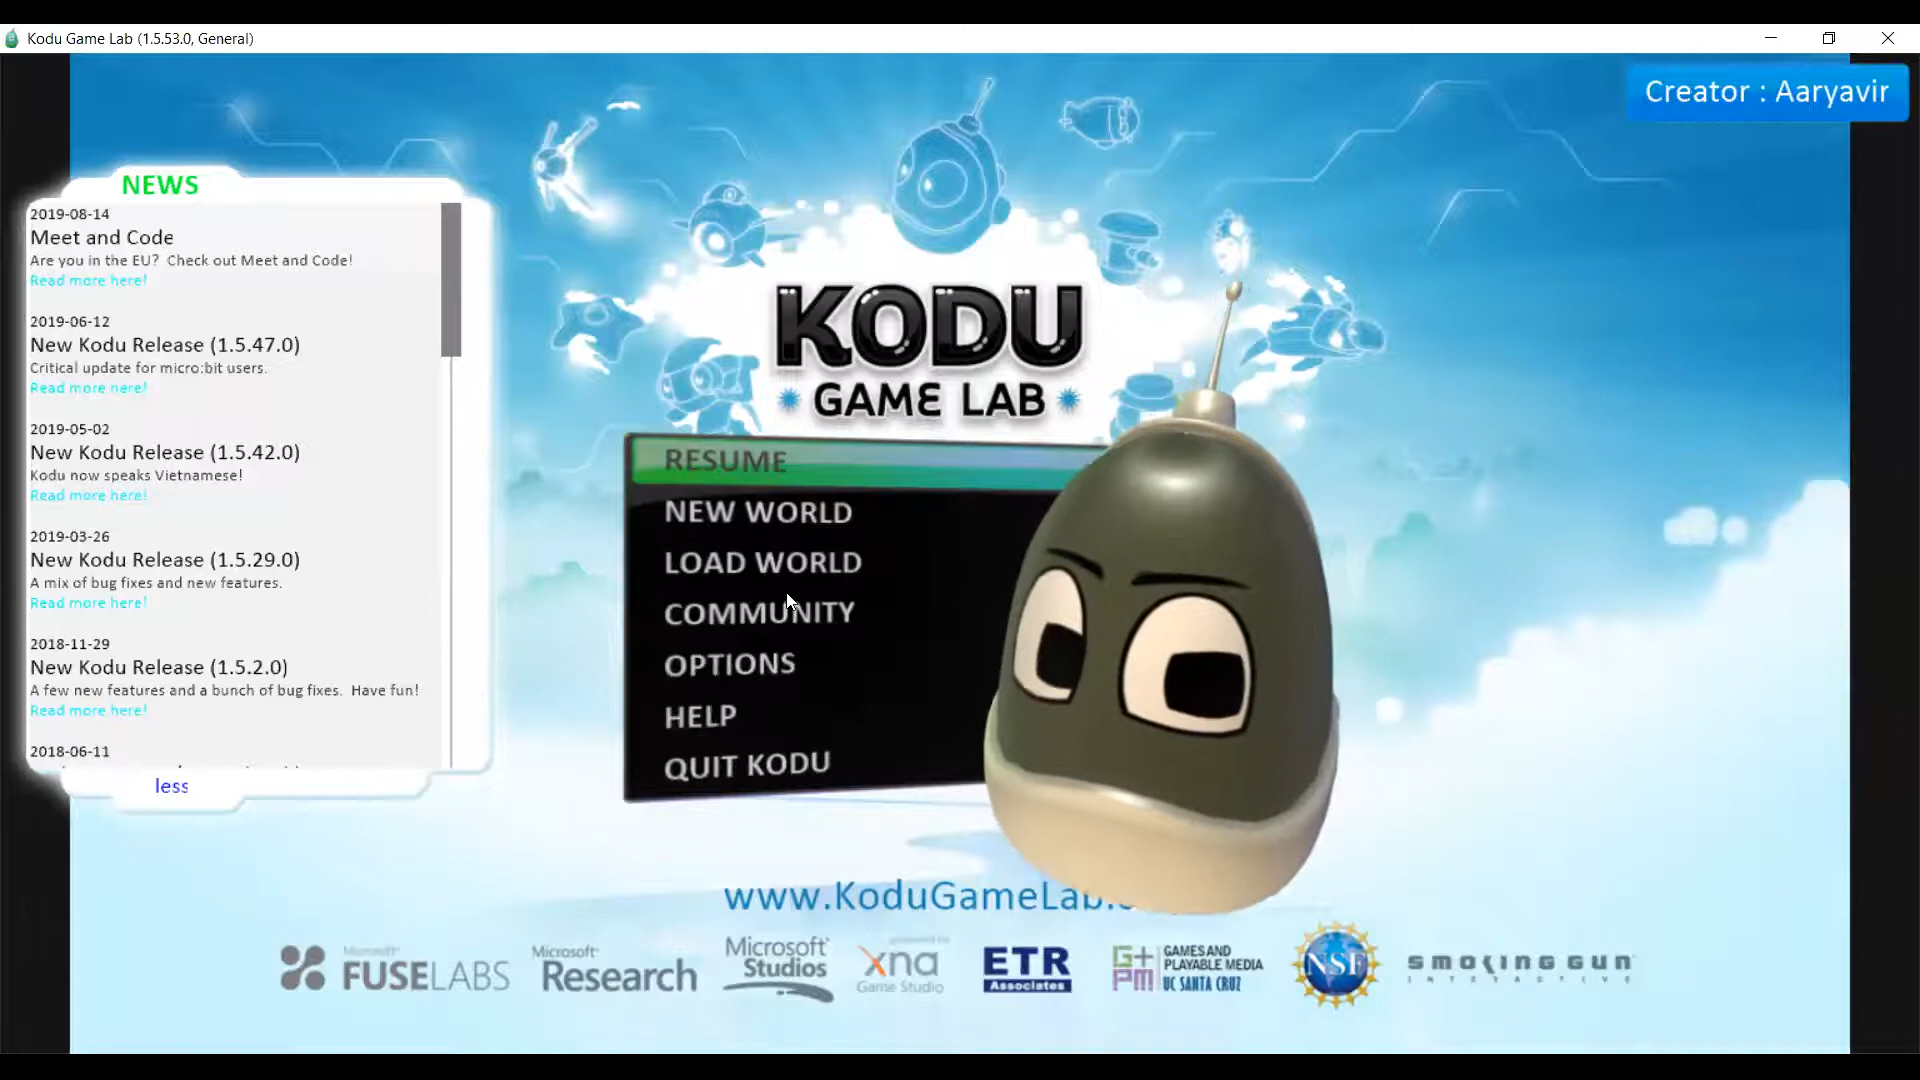 Kodu Game Lab (1.5.53.0, General)
Creator : Aaryavir
NEWS
2019-08-14
Meet and Code
Are you in the EU?  Check out Meet and Code!
Read more here!
2019-06-12
New Kodu Release (1.5.47.0)
Critical update for micro:bit users.
Read more here!
2019-05-02
New Kodu Release (1.5.42.0)
Kodu now speaks Vietnamese!
Read more here!
2019-03-26
New Kodu Release (1.5.29.0)
A mix of bug fixes and new features.
Read more here!
2018-11-29
New Kodu Release (1.5.2.0)
A few new features and a bunch of bug fixes.  Have fun!
Read more here!
2018-06-11
less
KODU
GAME LAB
RESUME
NEW WORLD
LOAD WORLD
COMMUNITY
OPTIONS
HELP
QUIT KODU
www.KoduGameLab.
Microsoft
FUSELABS
Microsoft
Research
Microsoft
Studios
powered by
xna
Game Studio
ETR
Associates
G+PM
GAMES AND
PLAYABLE MEDIA
UC SANTA CRUZ
NSF
SMOKING GUN
INTERACTIVE